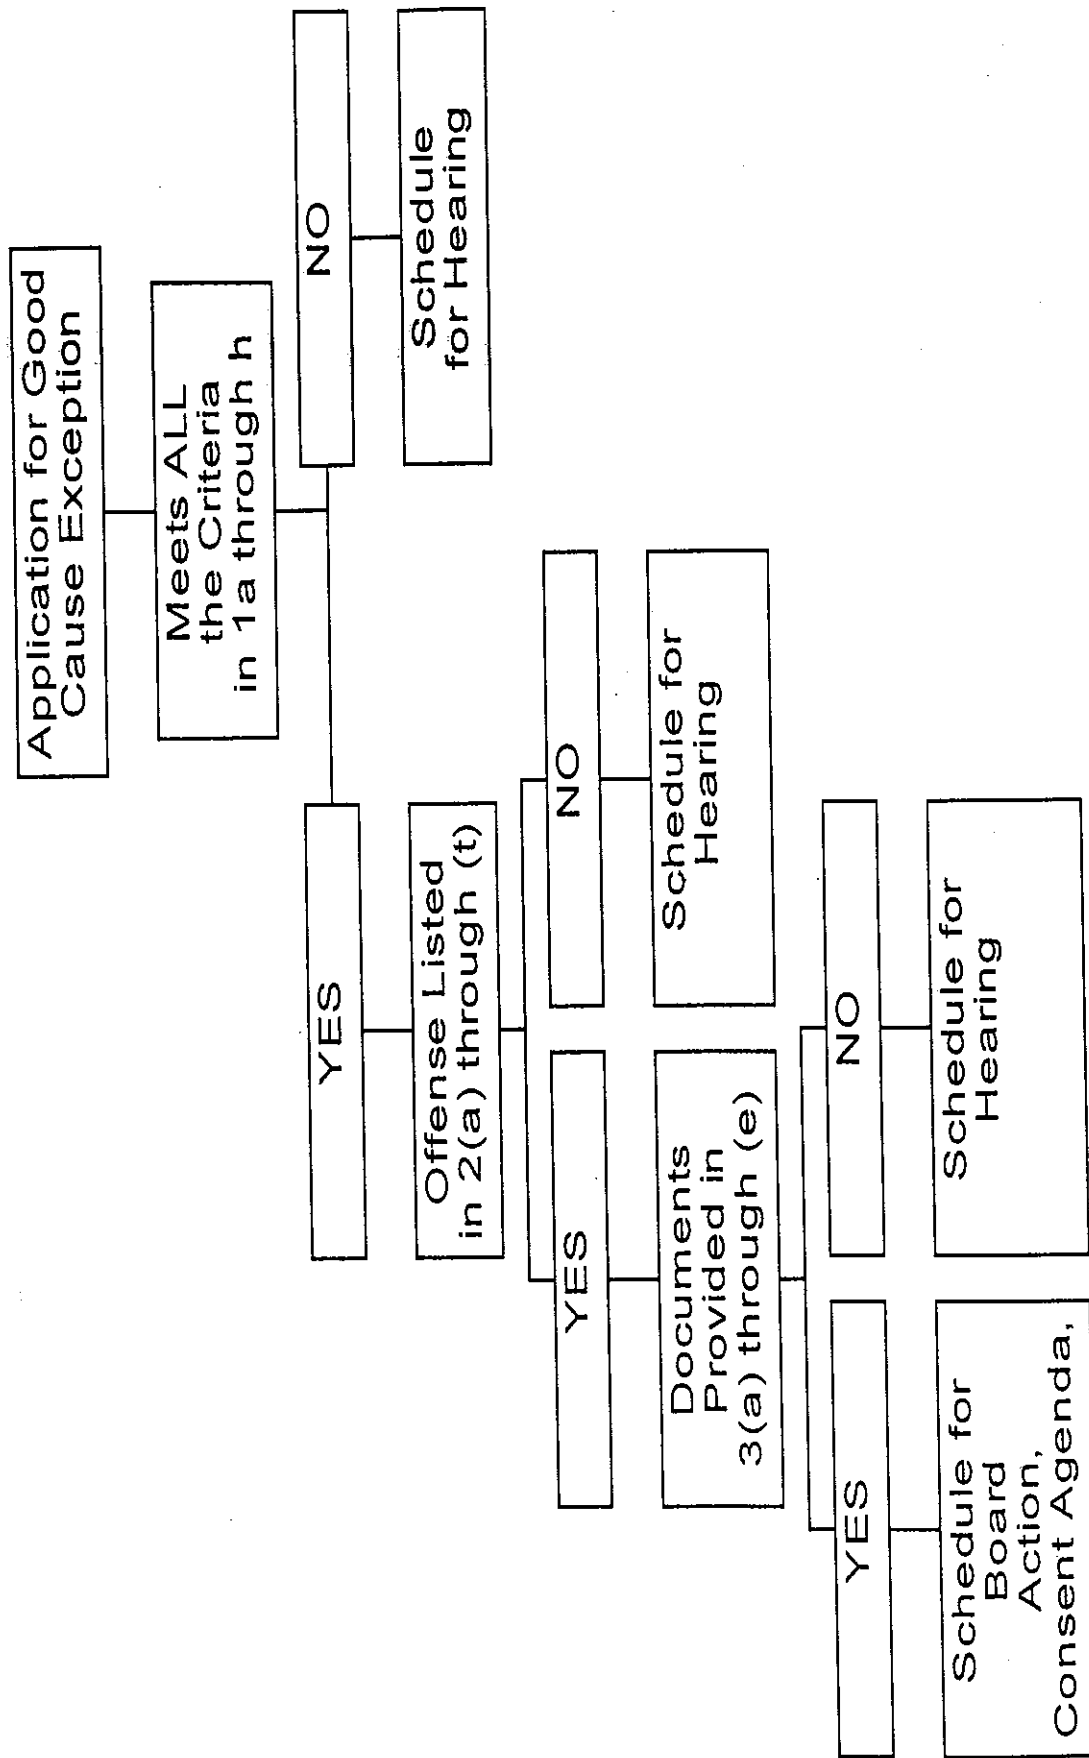 Application for Good
Cause Exception
Meets ALL
the Criteria
in 1a through h
YES
NO
Offense Listed
in 2(a) through (t)
Schedule
for Hearing
YES
NO
Documents
Provided in
3(a) through (e)
Schedule for
Hearing
YES
NO
Schedule for
Board
Action,
Consent Agenda,
Schedule for
Hearing